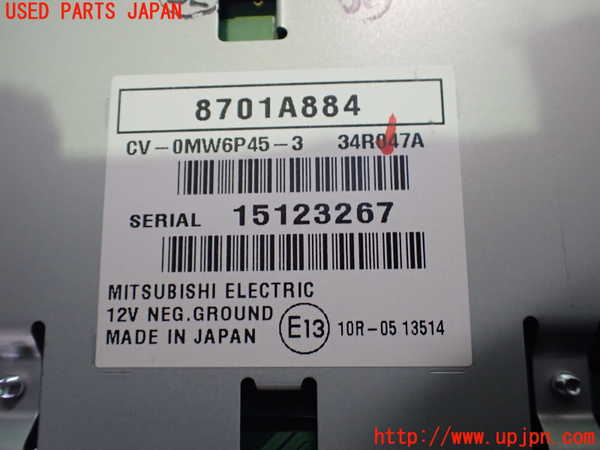 USED PARTS JAPAN
8701A884
CV-0MW6P45-3 34R047A
SERIAL 15123267
MITSUBISHI ELECTRIC
12V NEG.GROUND
MADE IN JAPAN
E13 10R-05 13514
UPJ
http://www.upjpn.com